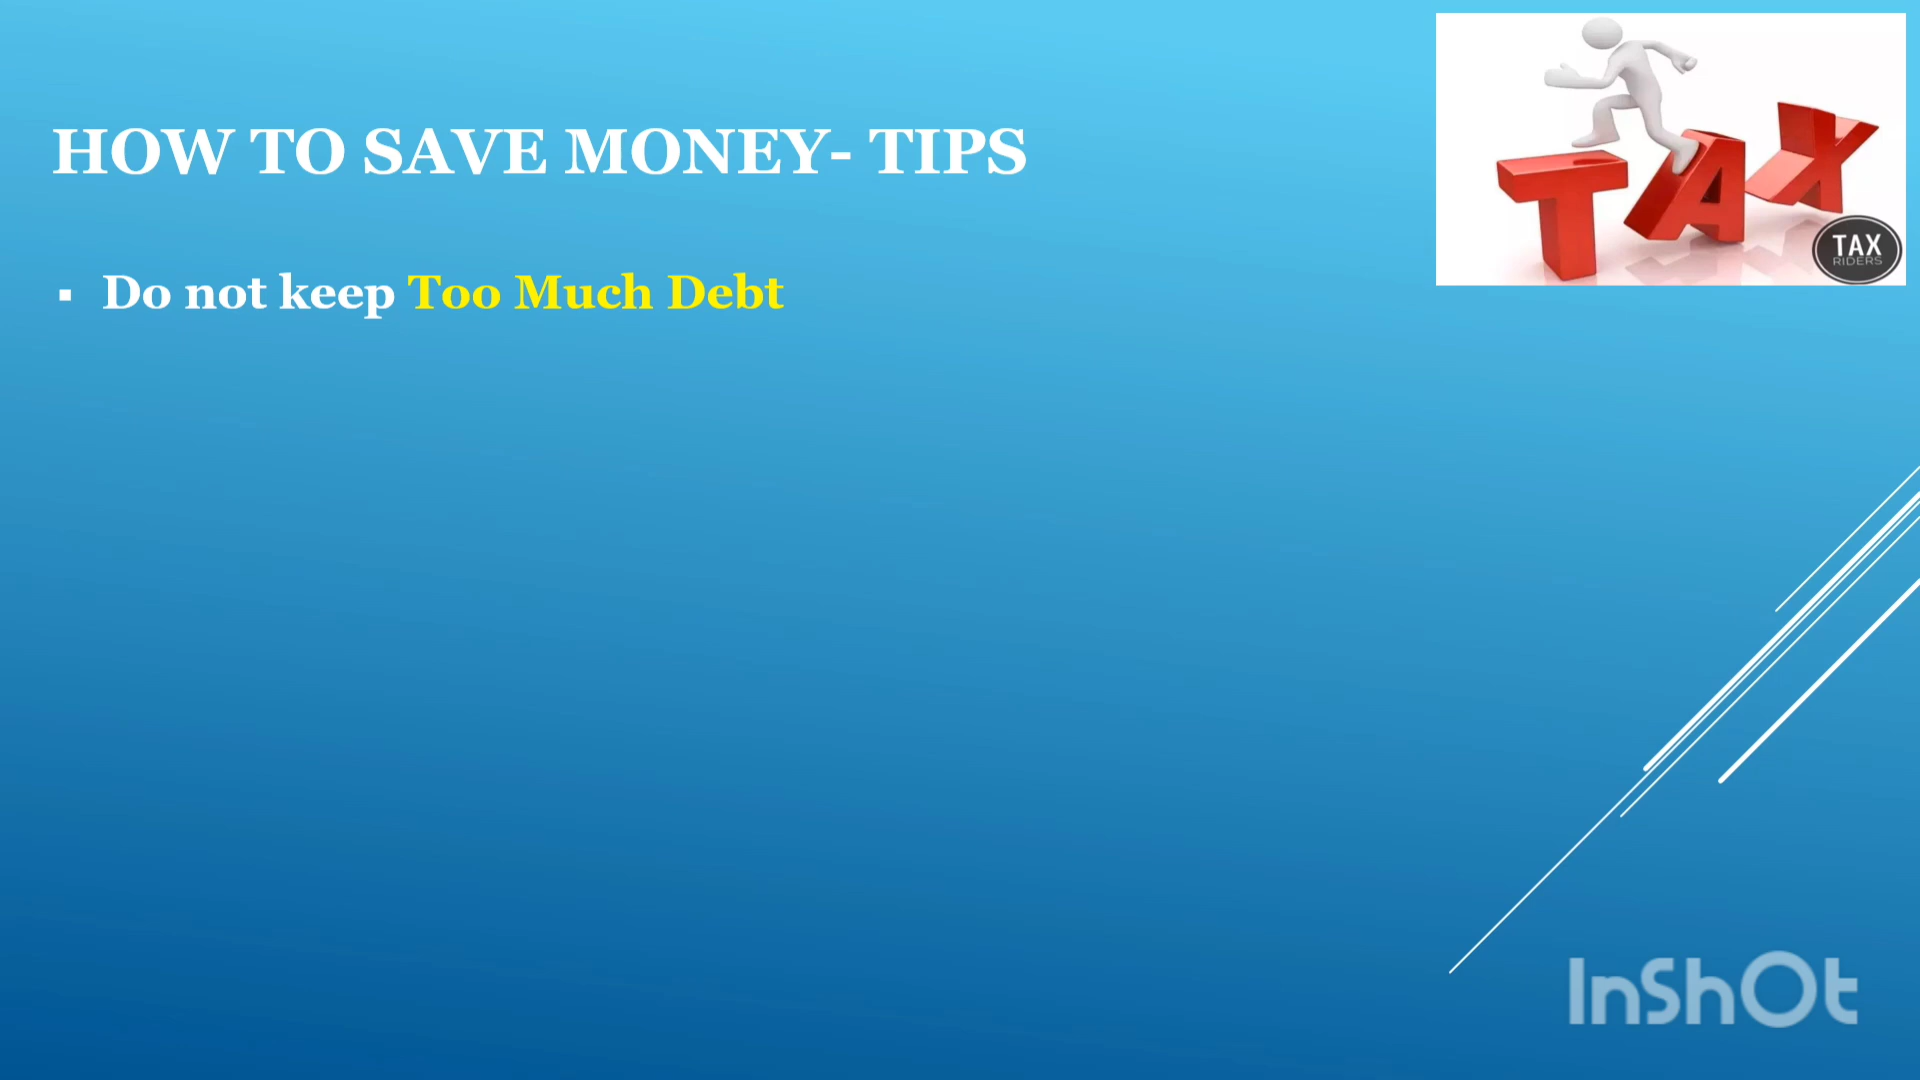 HOW TO SAVE MONEY- TIPS
▪ Do not keep Too Much Debt
TAX
TAX
RIDERS
InShOt